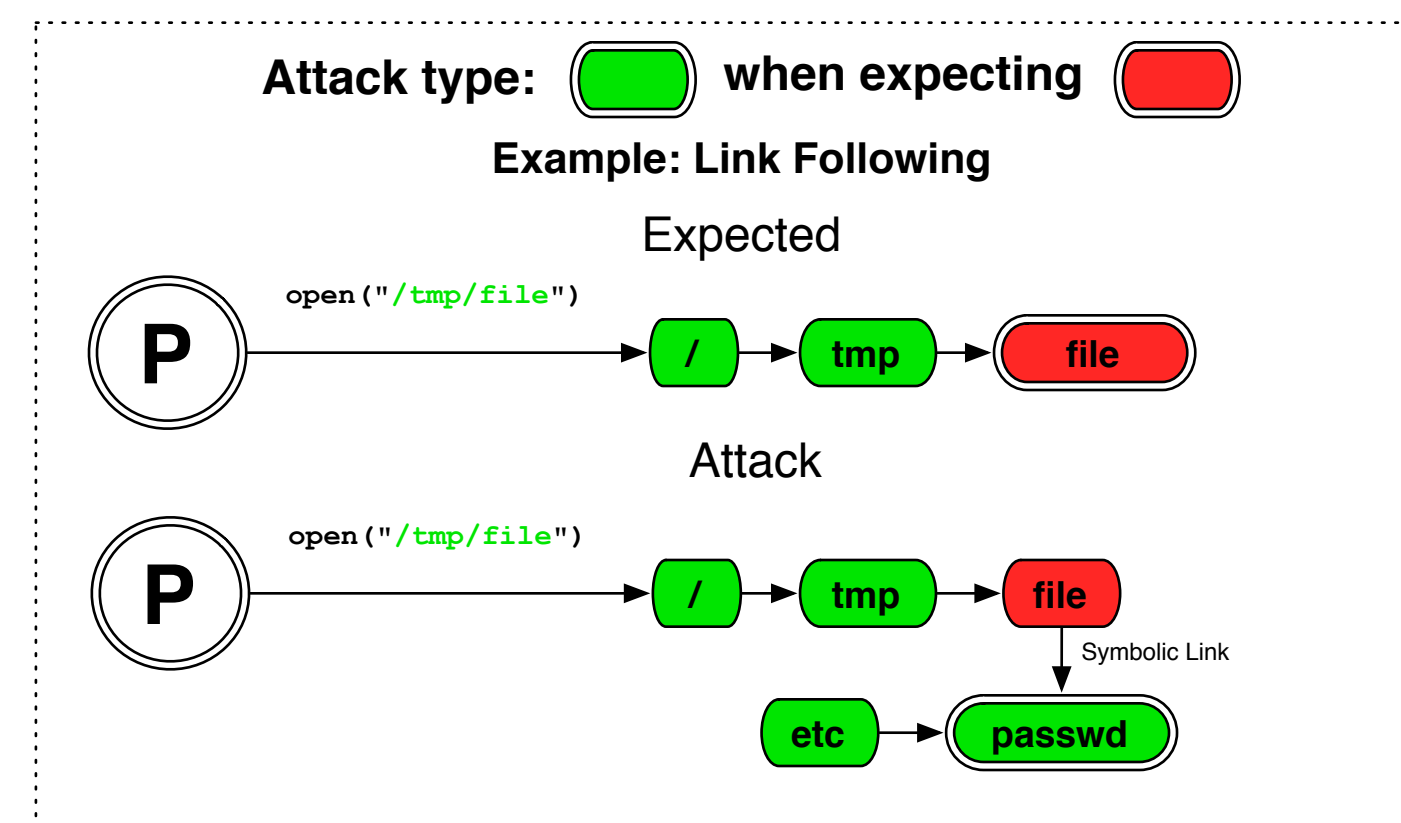 Attack type: when expecting
Example: Link Following
Expected
open("/tmp/file")
P
/
tmp
file
Attack
open("/tmp/file")
P
/
tmp
file
Symbolic Link
etc
passwd